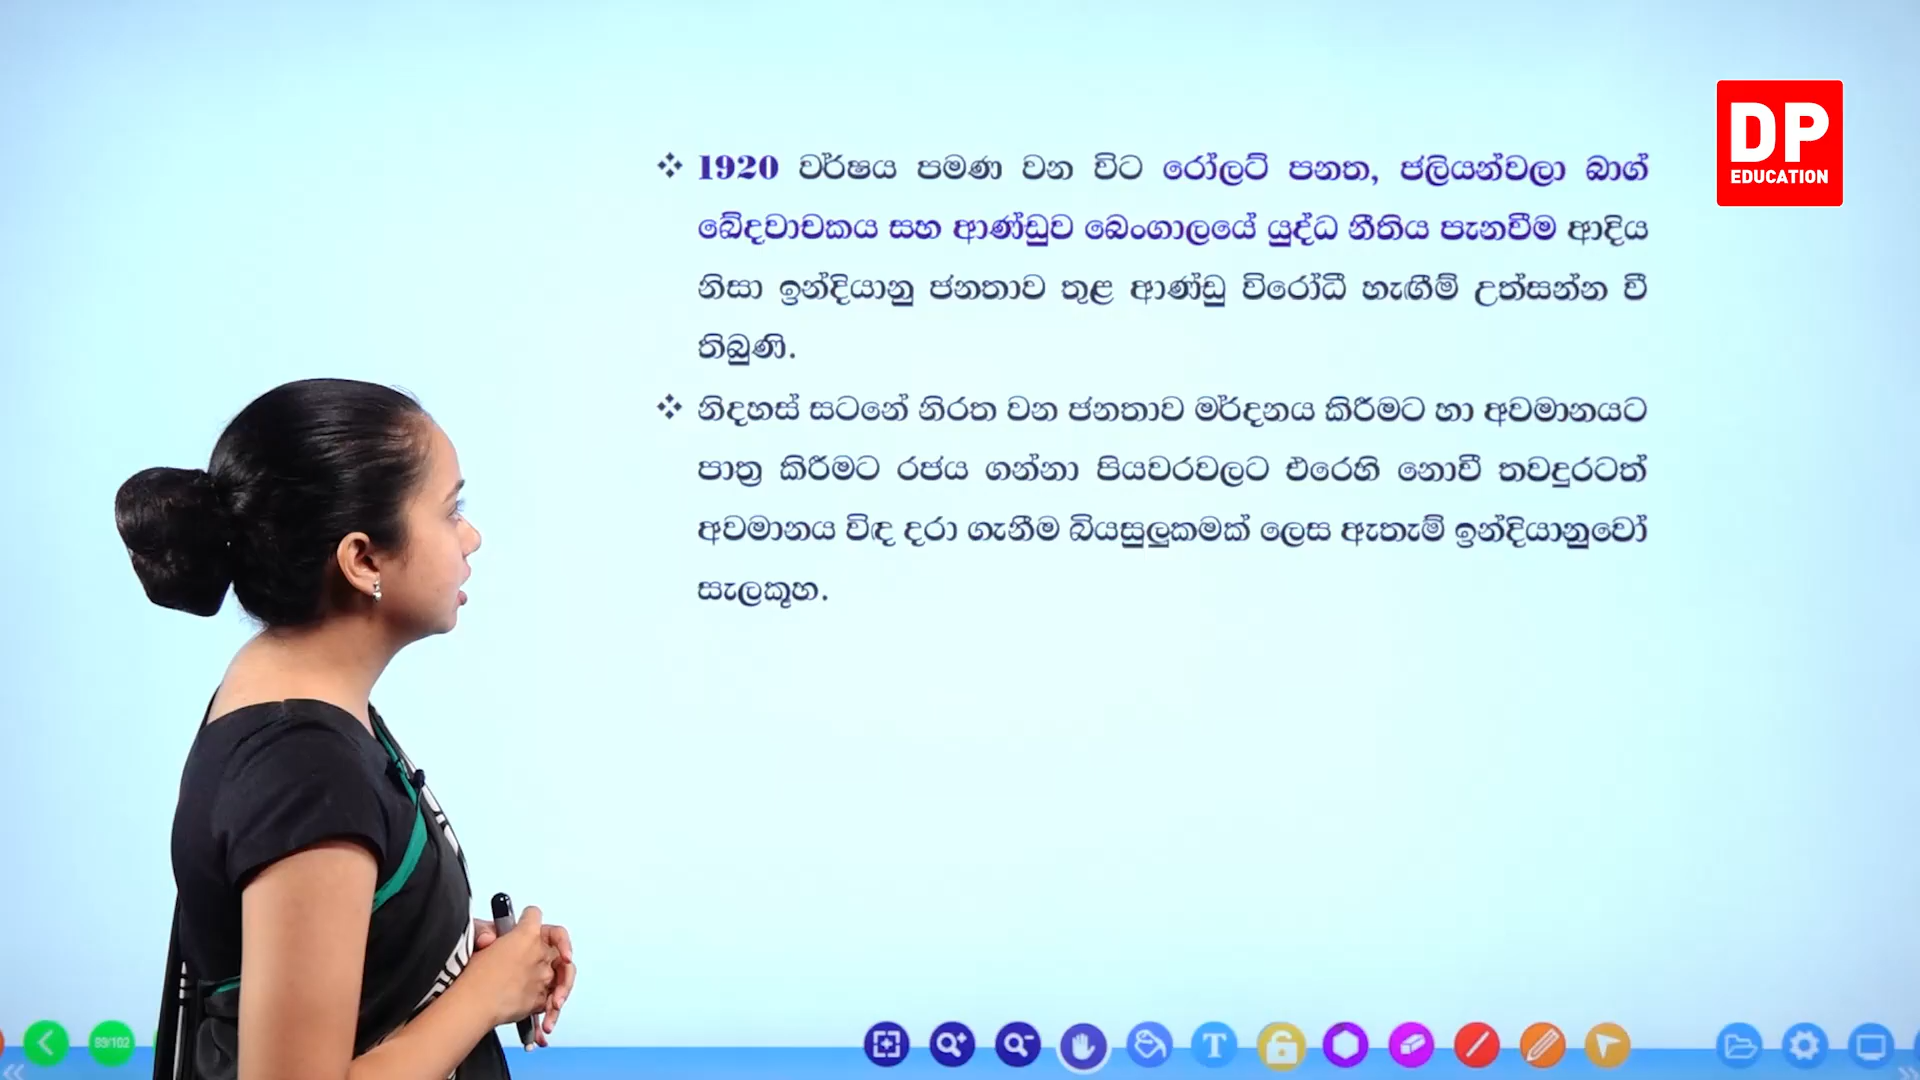 DP
EDUCATION
❖ 1920 වර්ෂය පමණ වන විට රෝලට් පනත, ජලියන්වලා බාග්
ඛේදවාචකය සහ ආණ්ඩුව බෙංගාලයේ යුද්ධ නීතිය පැනවීම ආදිය
නිසා ඉන්දියානු ජනතාව තුළ ආණ්ඩු විරෝධී හැඟීම් උත්සන්න වී
තිබුණි.
❖ නිදහස් සටනේ නිරත වන ජනතාව මර්දනය කිරීමට හා අවමානයට
පාත්‍ර කිරීමට රජය ගන්නා පියවරවලට එරෙහි නොවී තවදුරටත්
අවමානය විඳ දරා ගැනීම බියසුලුකමක් ලෙස ඇතැම් ඉන්දියානුවෝ
සැලකූහ.
89/102
T